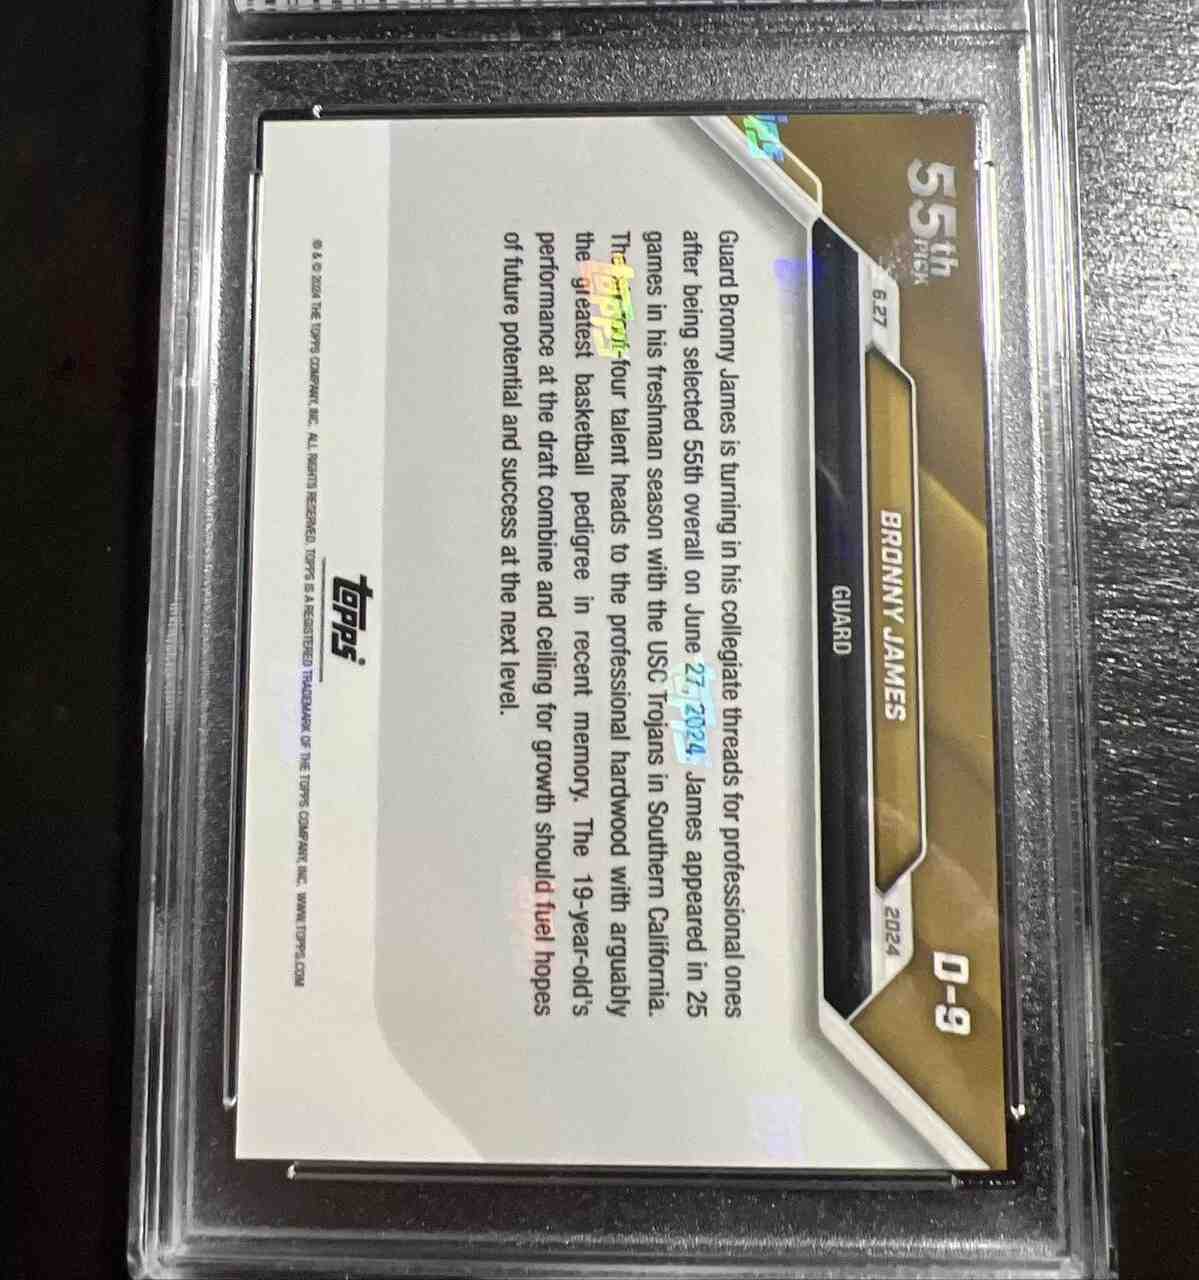 55th
PICK
D-9
6.27
BRONNY JAMES
2024
GUARD
Guard Bronny James is turning in his collegiate threads for professional ones
after being selected 55th overall on June 27, 2024. James appeared in 25
games in his freshman season with the USC Trojans in Southern California.
The -four talent heads to the professional hardwood with arguably
the greatest basketball pedigree in recent memory. The 19-year-old's
performance at the draft combine and ceiling for growth should fuel hopes
of future potential and success at the next level.
topps
® & © 2024 THE TOPPS COMPANY, INC. ALL RIGHTS RESERVED. TOPPS IS A REGISTERED TRADEMARK OF THE TOPPS COMPANY, INC. WWW.TOPPS.COM